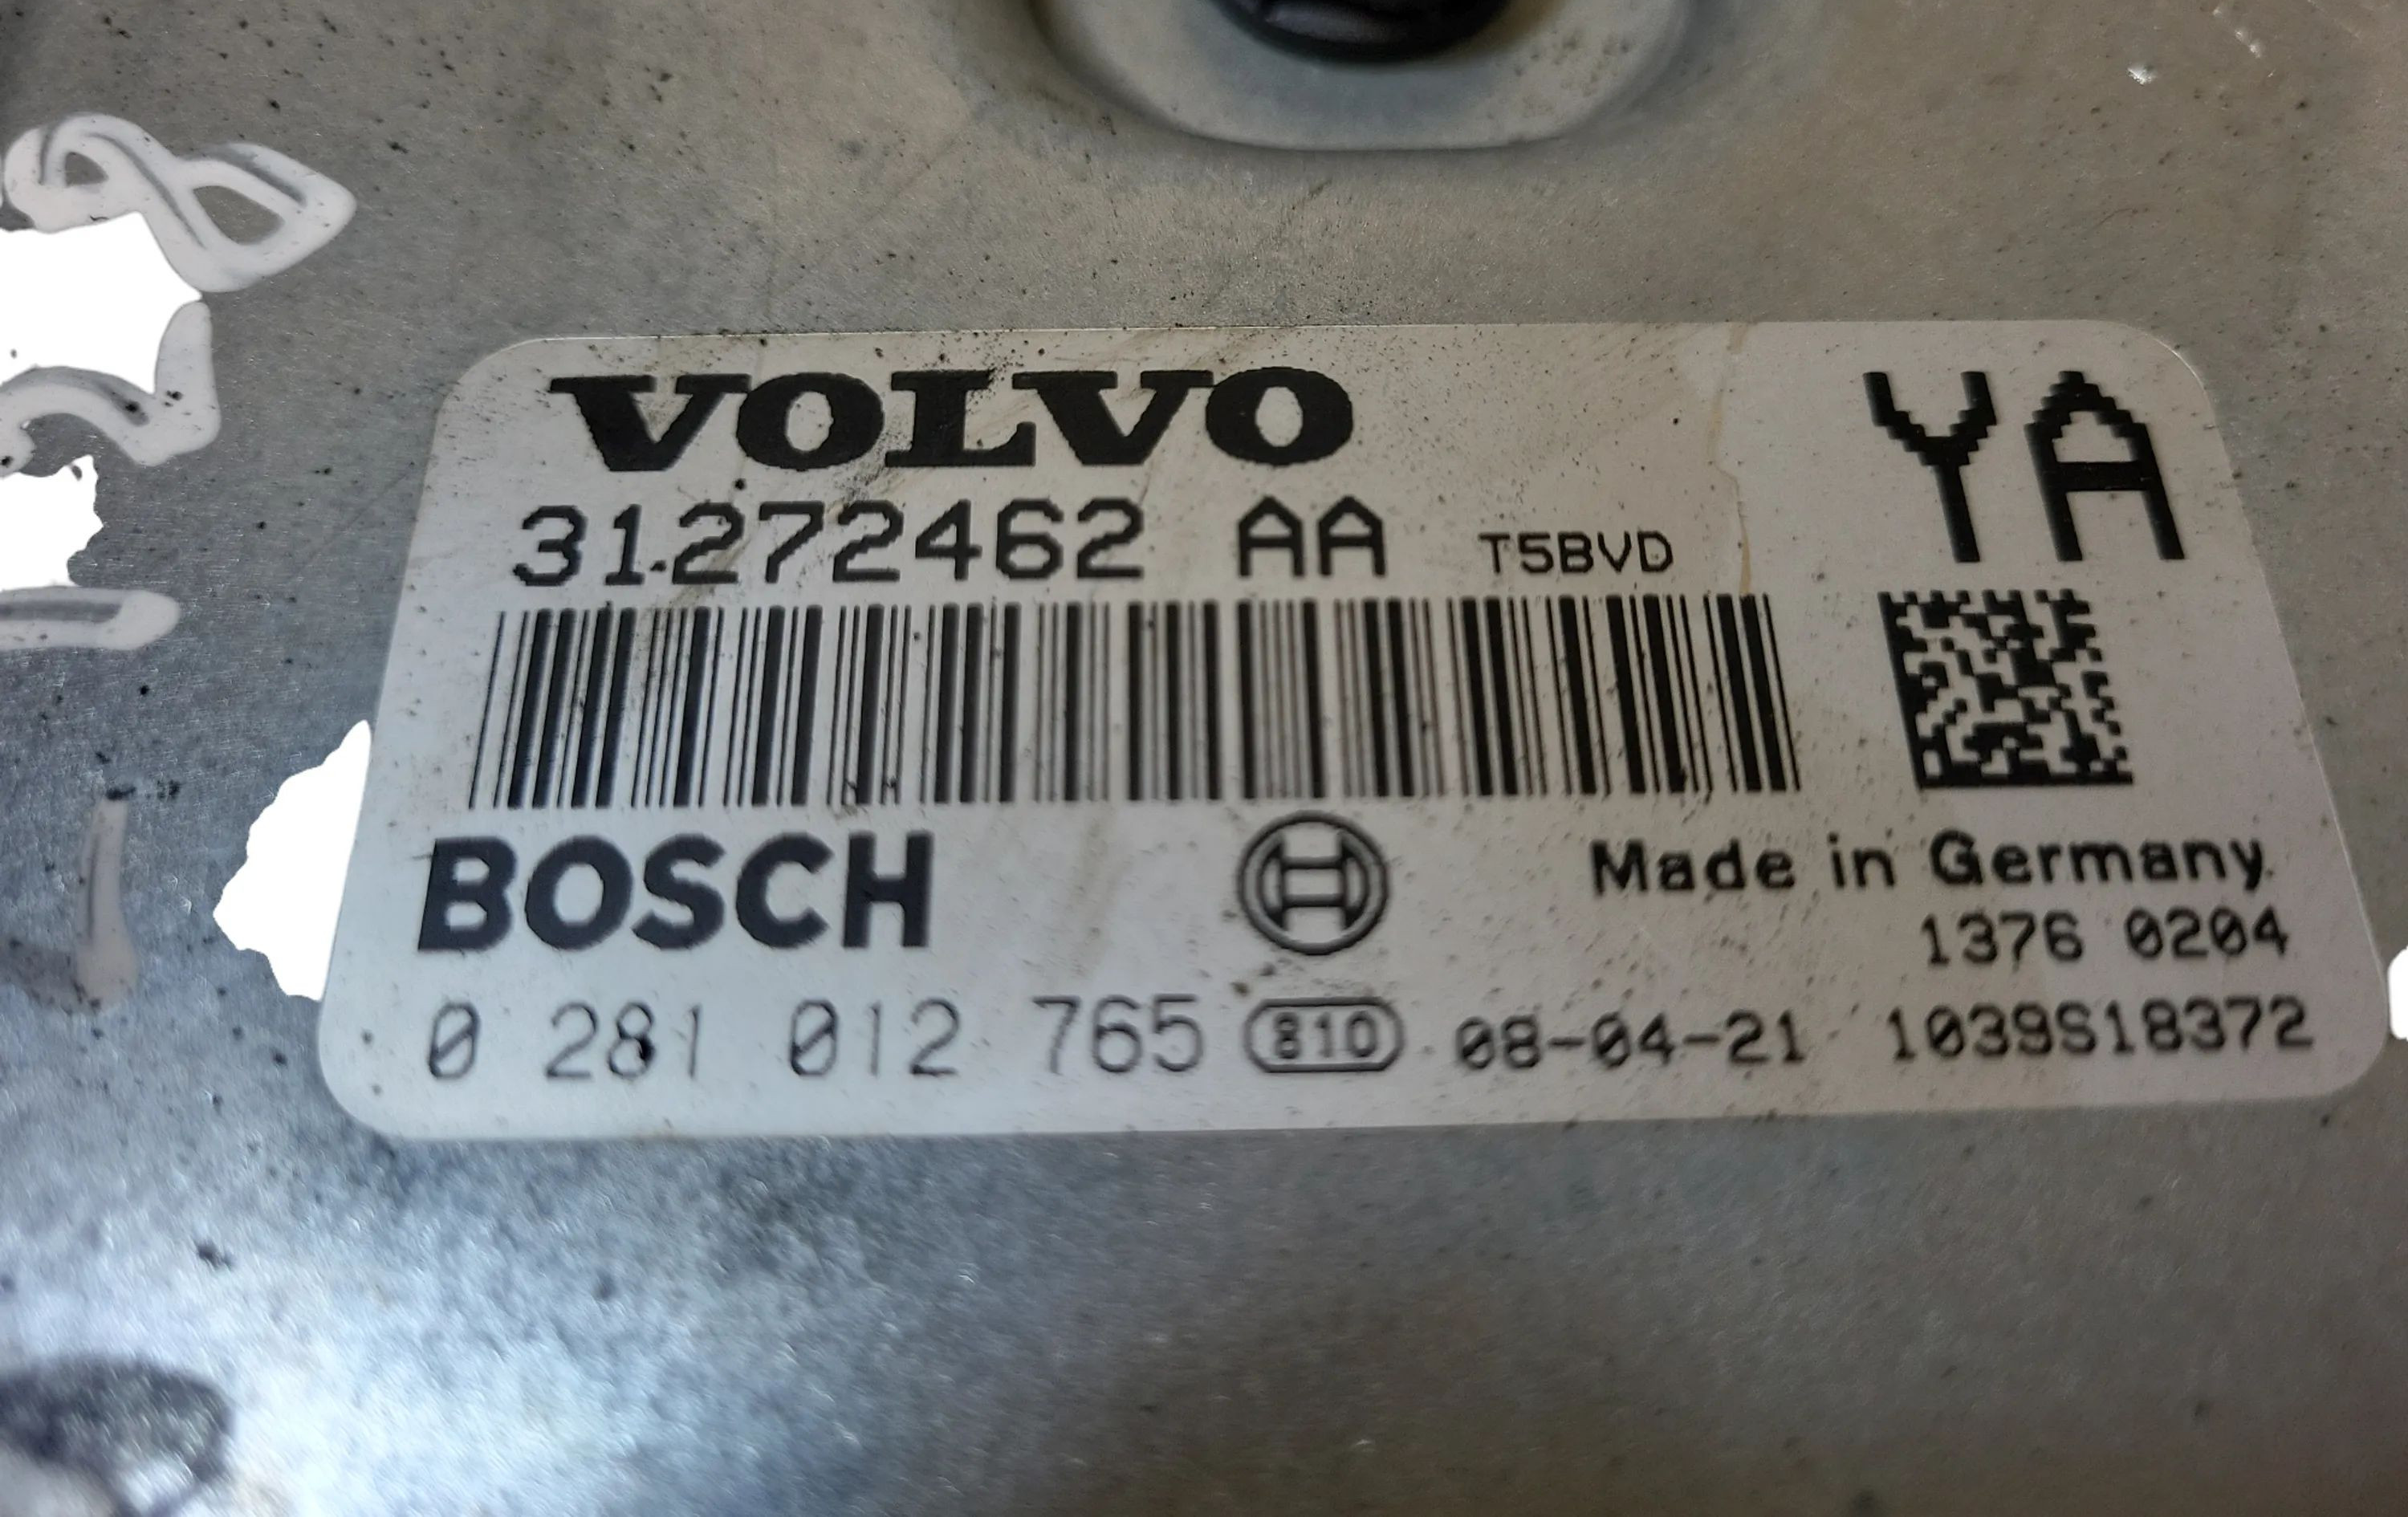 VOLVO
YA
31272462 AA T5BVD
BOSCH
Made in Germany
1376 0204
0 281 012 765 810 08-04-21 1039S18372